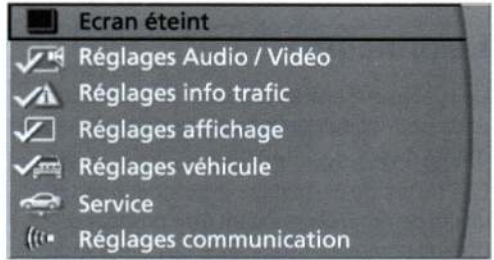 Ecran éteint
Réglages Audio / Vidéo
Réglages info trafic
Réglages affichage
Réglages véhicule
Service
Réglages communication